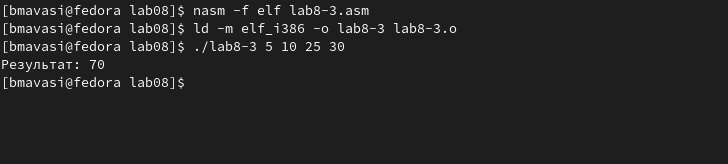 [bmavasi@fedora lab08]$ nasm -f elf lab8-3.asm
[bmavasi@fedora lab08]$ ld -m elf_i386 -o lab8-3 lab8-3.o
[bmavasi@fedora lab08]$ ./lab8-3 5 10 25 30
Результат: 70
[bmavasi@fedora lab08]$